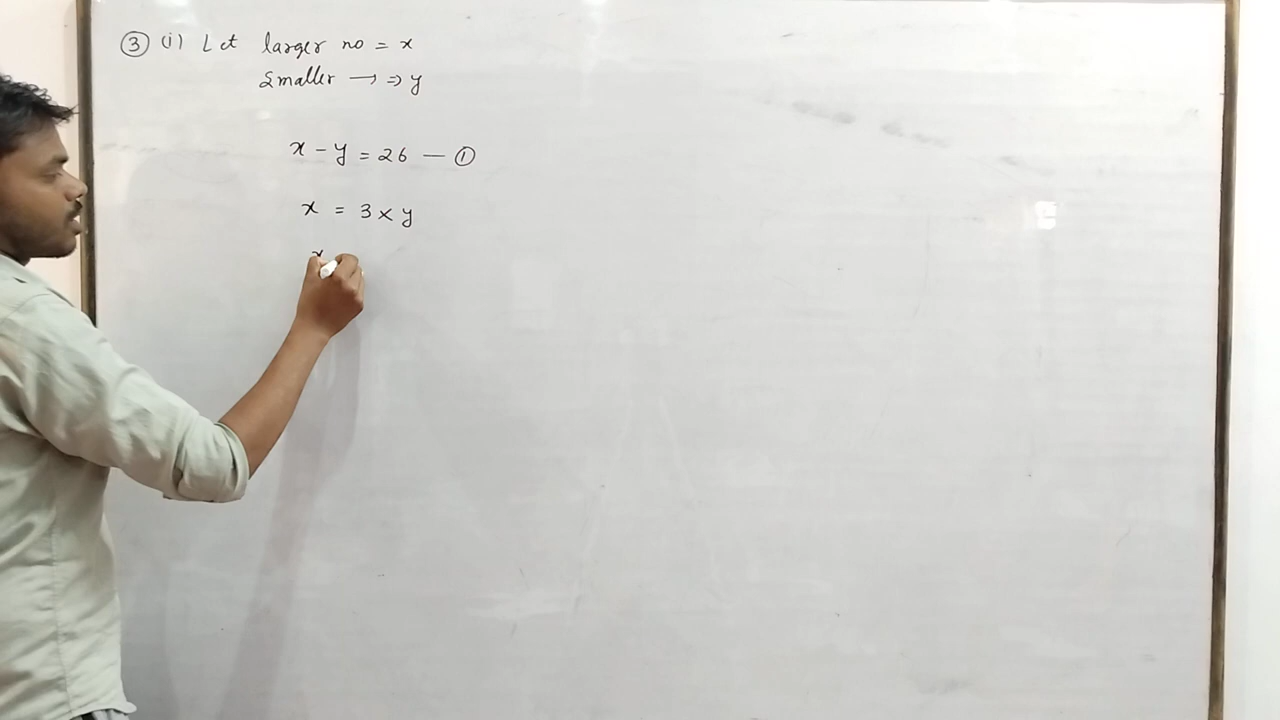 ③ (i) Let larger no = x
Smaller —> => y
x - y = 26 — ①
x = 3 × y
x